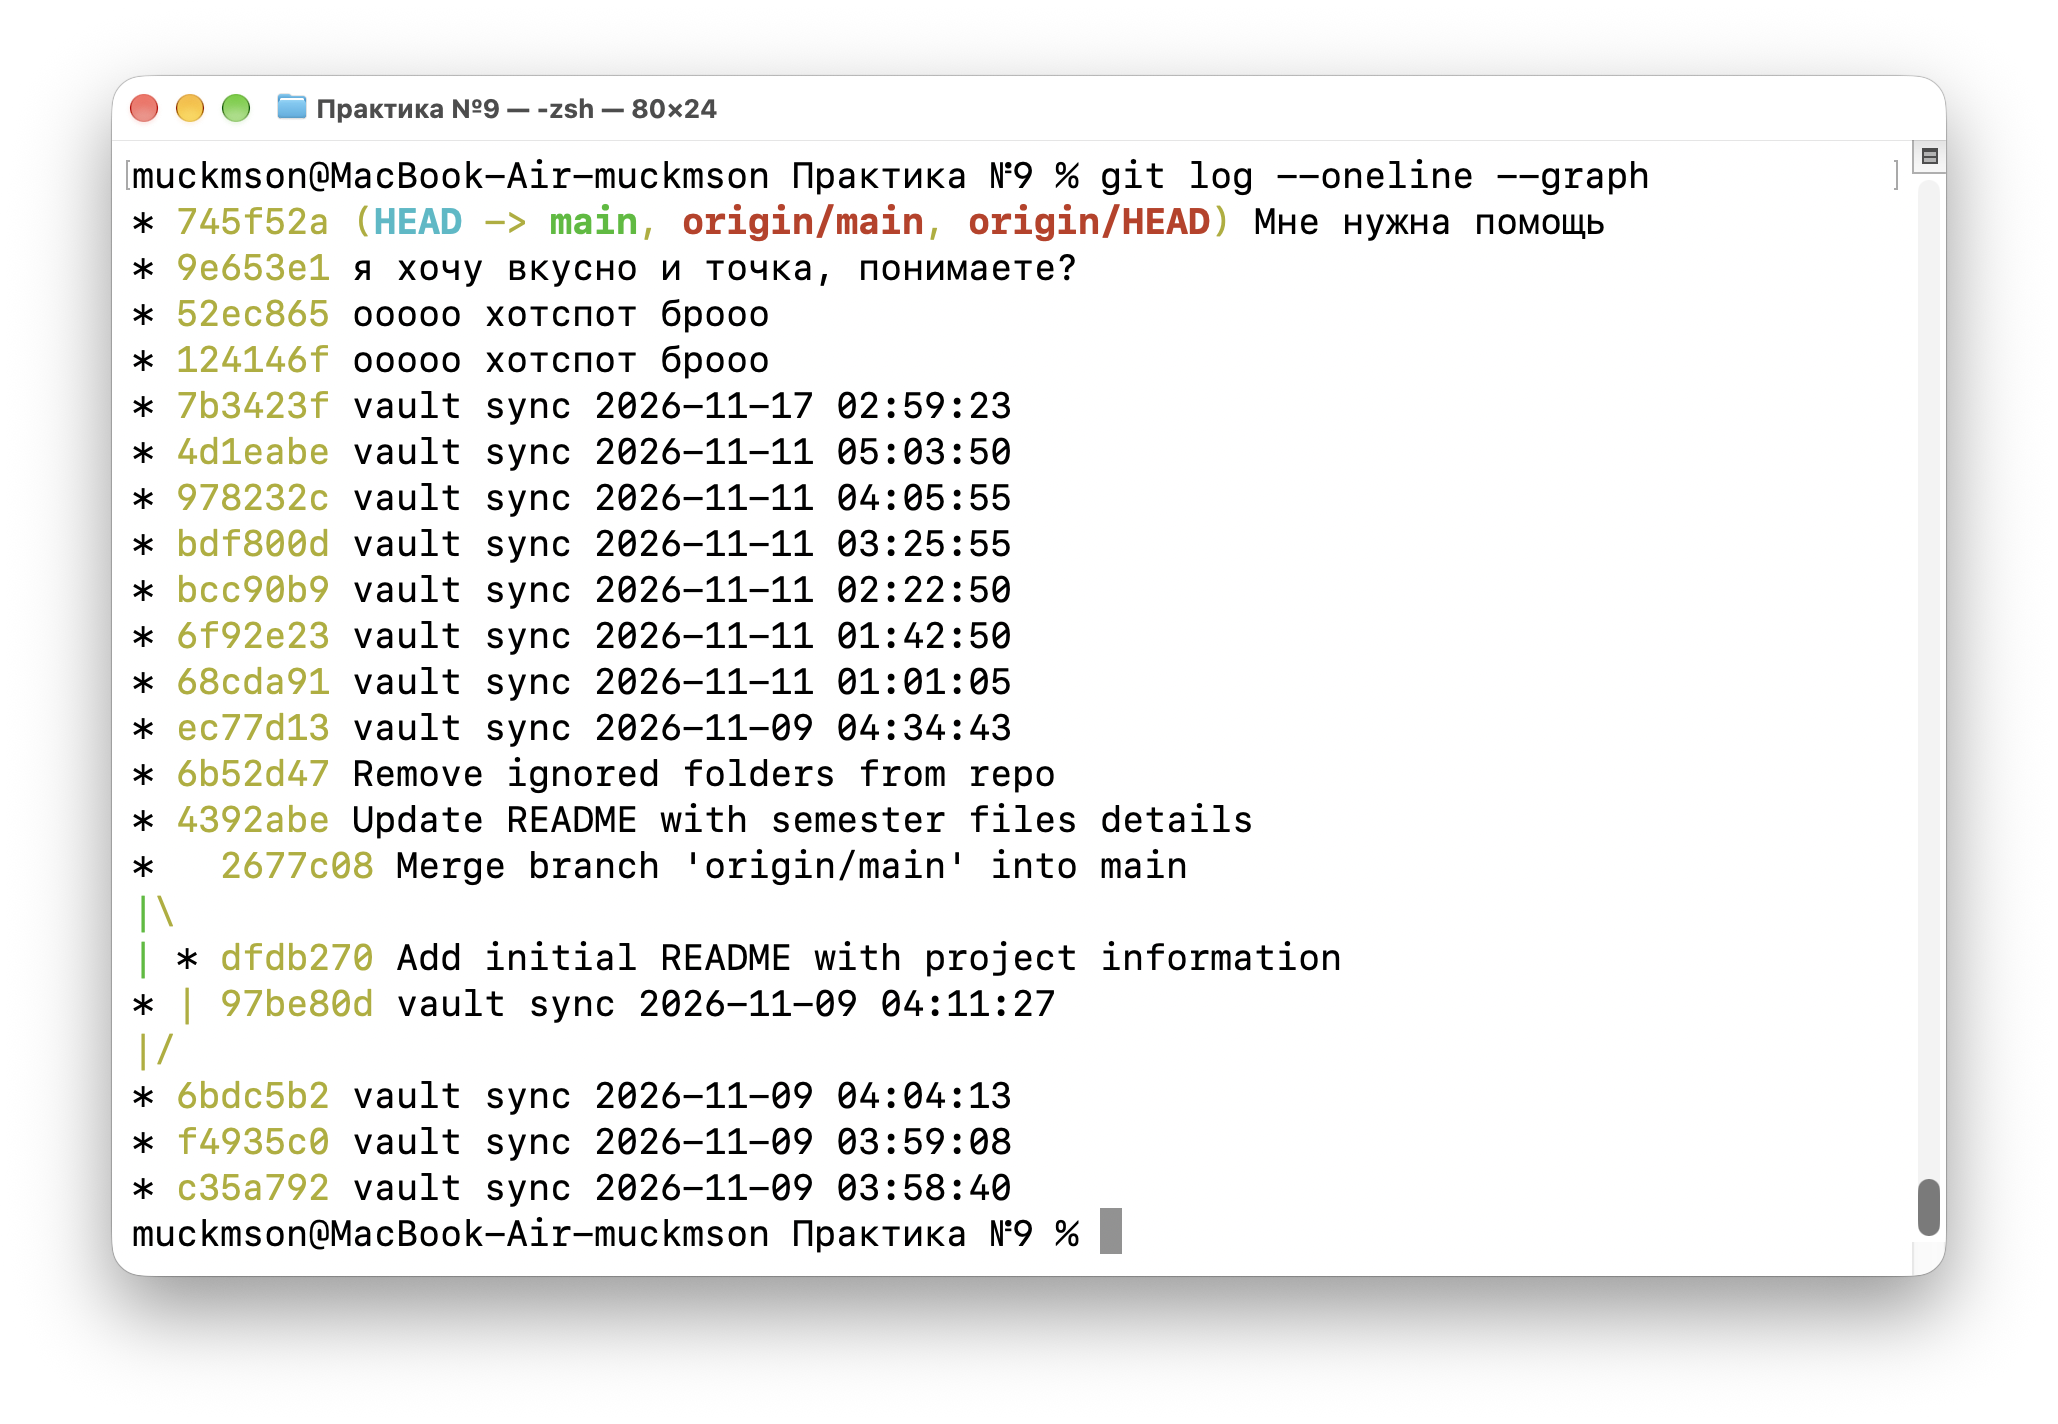 Практика №9 — -zsh — 80×24
muckmson@MacBook-Air-muckmson Практика №9 % git log --oneline --graph
* 745f52a (HEAD -> main, origin/main, origin/HEAD) Мне нужна помощь
* 9e653e1 я хочу вкусно и точка, понимаете?
* 52ec865 ооооо хотспот брооо
* 124146f ооооо хотспот брооо
* 7b3423f vault sync 2026-11-17 02:59:23
* 4d1eabe vault sync 2026-11-11 05:03:50
* 978232c vault sync 2026-11-11 04:05:55
* bdf800d vault sync 2026-11-11 03:25:55
* bcc90b9 vault sync 2026-11-11 02:22:50
* 6f92e23 vault sync 2026-11-11 01:42:50
* 68cda91 vault sync 2026-11-11 01:01:05
* ec77d13 vault sync 2026-11-09 04:34:43
* 6b52d47 Remove ignored folders from repo
* 4392abe Update README with semester files details
*   2677c08 Merge branch 'origin/main' into main
|\
| * dfdb270 Add initial README with project information
* | 97be80d vault sync 2026-11-09 04:11:27
|/
* 6bdc5b2 vault sync 2026-11-09 04:04:13
* f4935c0 vault sync 2026-11-09 03:59:08
* c35a792 vault sync 2026-11-09 03:58:40
muckmson@MacBook-Air-muckmson Практика №9 %